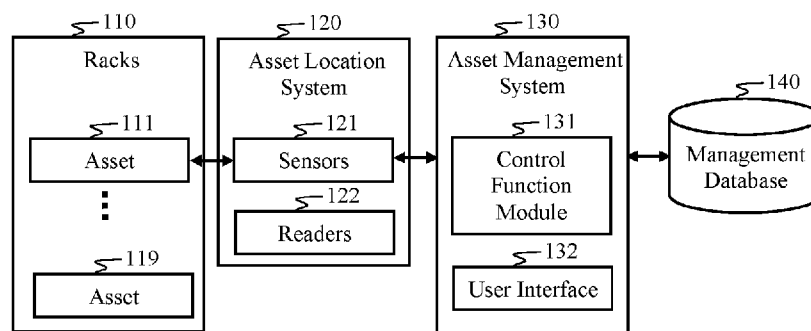 110
Racks
111
Asset
119
Asset
120
Asset Location
System
121
Sensors
122
Readers
130
Asset Management
System
131
Control
Function
Module
132
User Interface
140
Management
Database